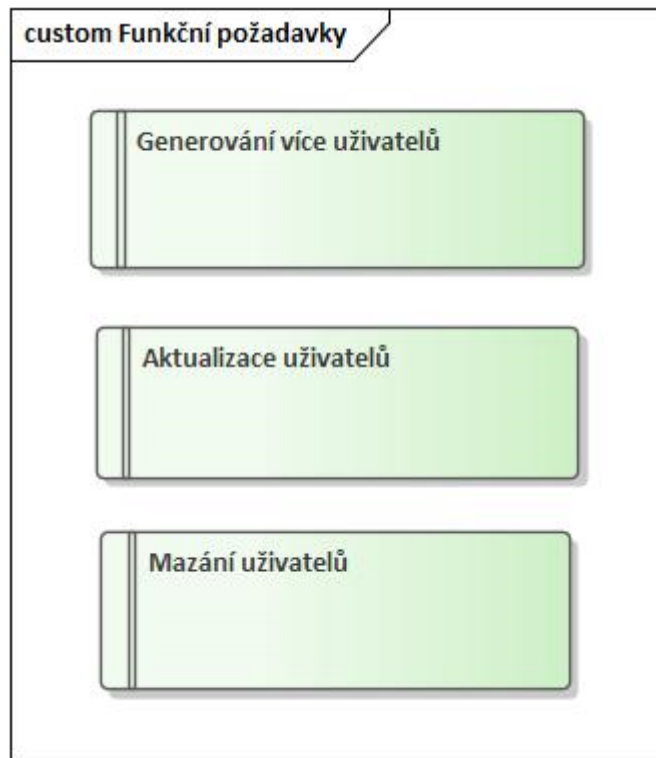 custom Funkční požadavky
Generování více uživatelů
Aktualizace uživatelů
Mazání uživatelů